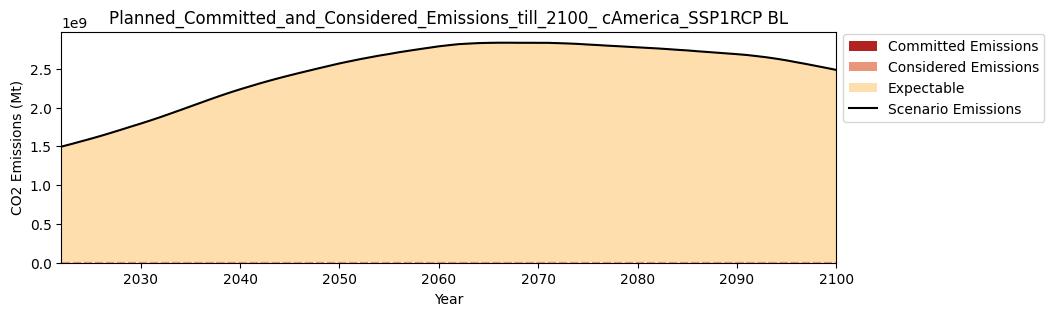 Planned_Committed_and_Considered_Emissions_till_2100_ cAmerica_SSP1RCP BL
1e9
2.5
2.0
1.5
1.0
0.5
0.0
CO2 Emissions (Mt)
2030 2040 2050 2060 2070 2080 2090 2100
Year
Committed Emissions
Considered Emissions
Expectable
Scenario Emissions